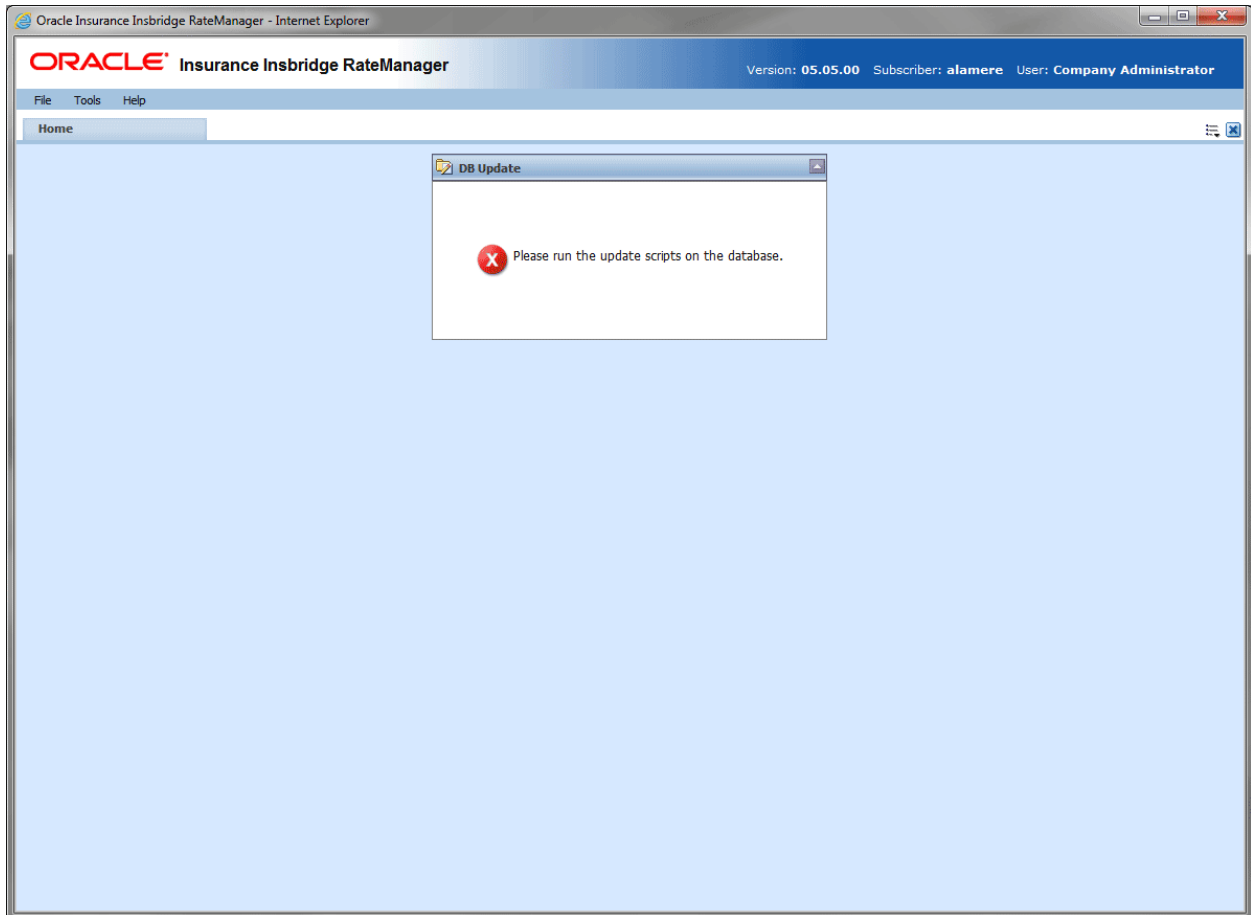 Oracle Insurance Insbridge RateManager - Internet Explorer
ORACLE Insurance Insbridge RateManager
Version: 05.05.00 Subscriber: alamere User: Company Administrator
File Tools Help
Home
DB Update
Please run the update scripts on the database.